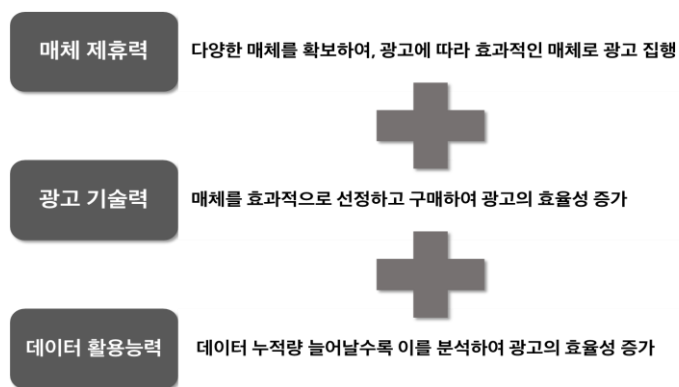 매체 제휴력
다양한 매체를 확보하여, 광고에 따라 효과적인 매체로 광고 집행
광고 기술력
매체를 효과적으로 선정하고 구매하여 광고의 효율성 증가
데이터 활용능력
데이터 누적량 늘어날수록 이를 분석하여 광고의 효율성 증가